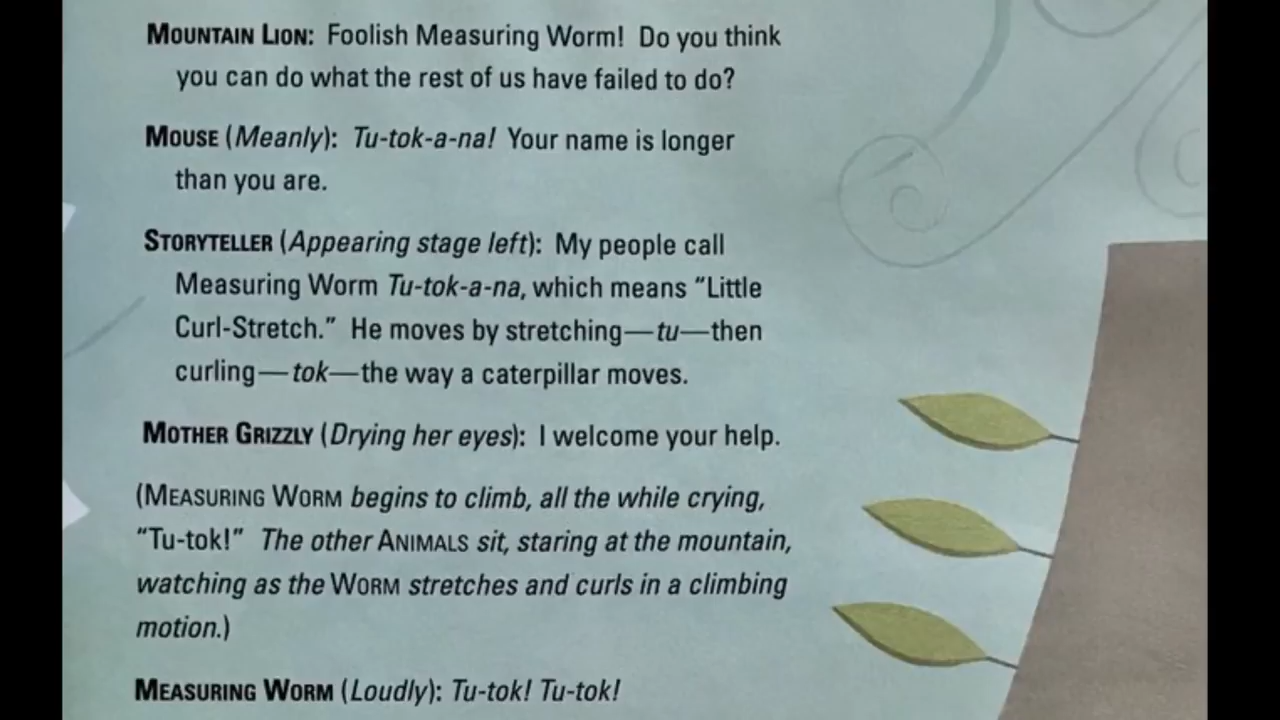 MOUNTAIN LION: Foolish Measuring Worm! Do you think
you can do what the rest of us have failed to do?
MOUSE (Meanly): Tu-tok-a-na! Your name is longer
than you are.
STORYTELLER (Appearing stage left): My people call
Measuring Worm Tu-tok-a-na, which means “Little
Curl-Stretch.” He moves by stretching—tu—then
curling—tok—the way a caterpillar moves.
MOTHER GRIZZLY (Drying her eyes): I welcome your help.
(MEASURING WORM begins to climb, all the while crying,
“Tu-tok!” The other ANIMALS sit, staring at the mountain,
watching as the WORM stretches and curls in a climbing
motion.)
MEASURING WORM (Loudly): Tu-tok! Tu-tok!